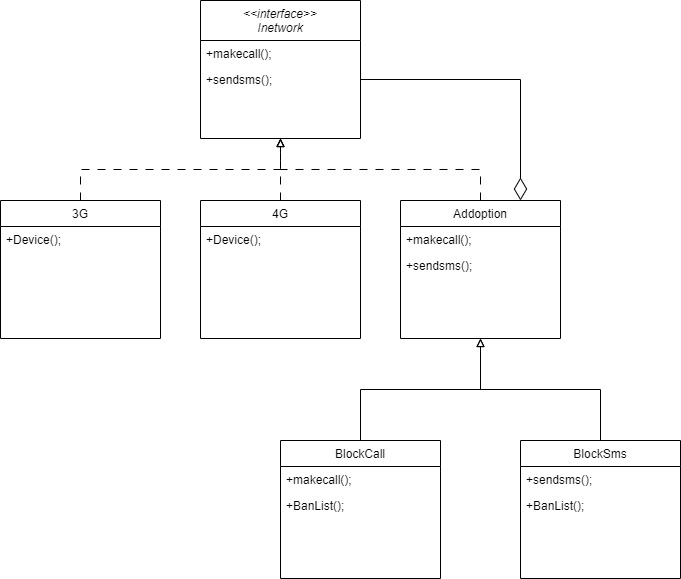 <<interface>>
Inetwork
+makecall();
+sendsms();
3G
+Device();
4G
+Device();
Addoption
+makecall();
+sendsms();
BlockCall
+makecall();
+BanList();
BlockSms
+sendsms();
+BanList();